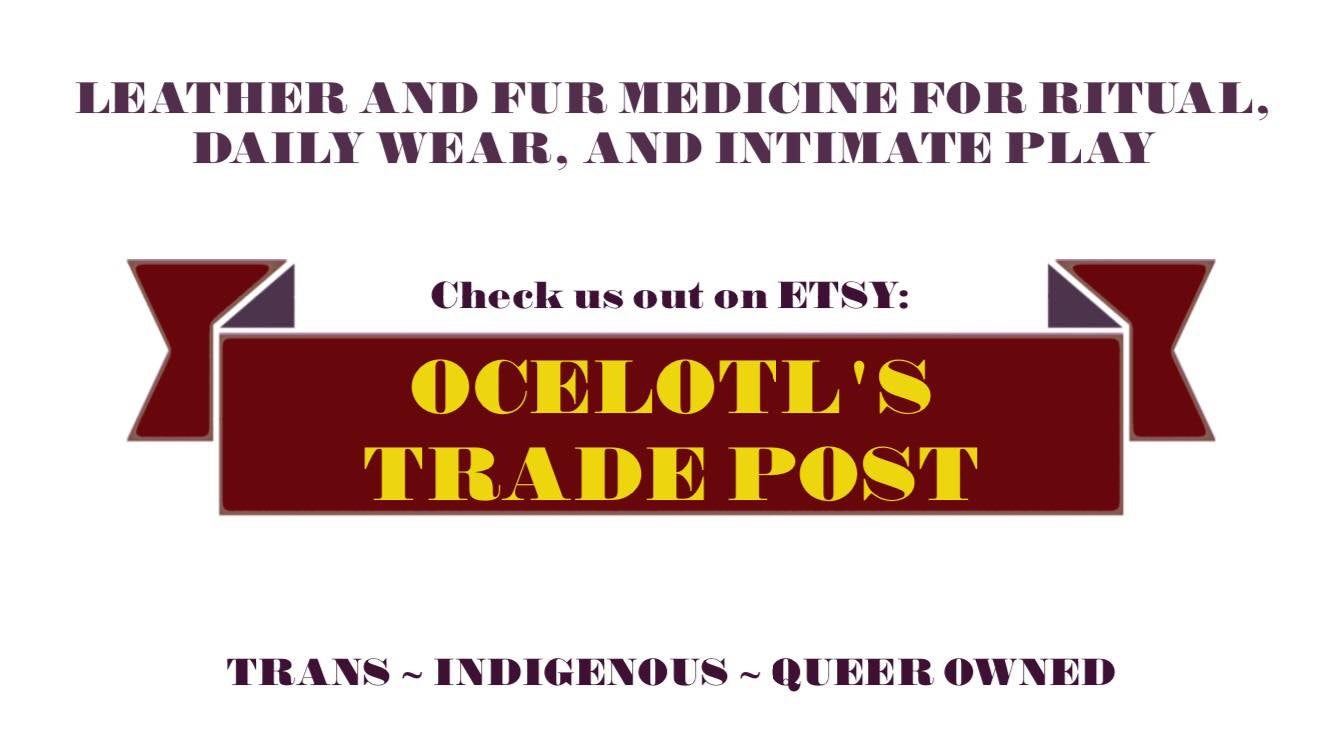 LEATHER AND FUR MEDICINE FOR RITUAL,
DAILY WEAR, AND INTIMATE PLAY
Check us out on ETSY:
OCELOTL'S
TRADE POST
TRANS ~ INDIGENOUS ~ QUEER OWNED